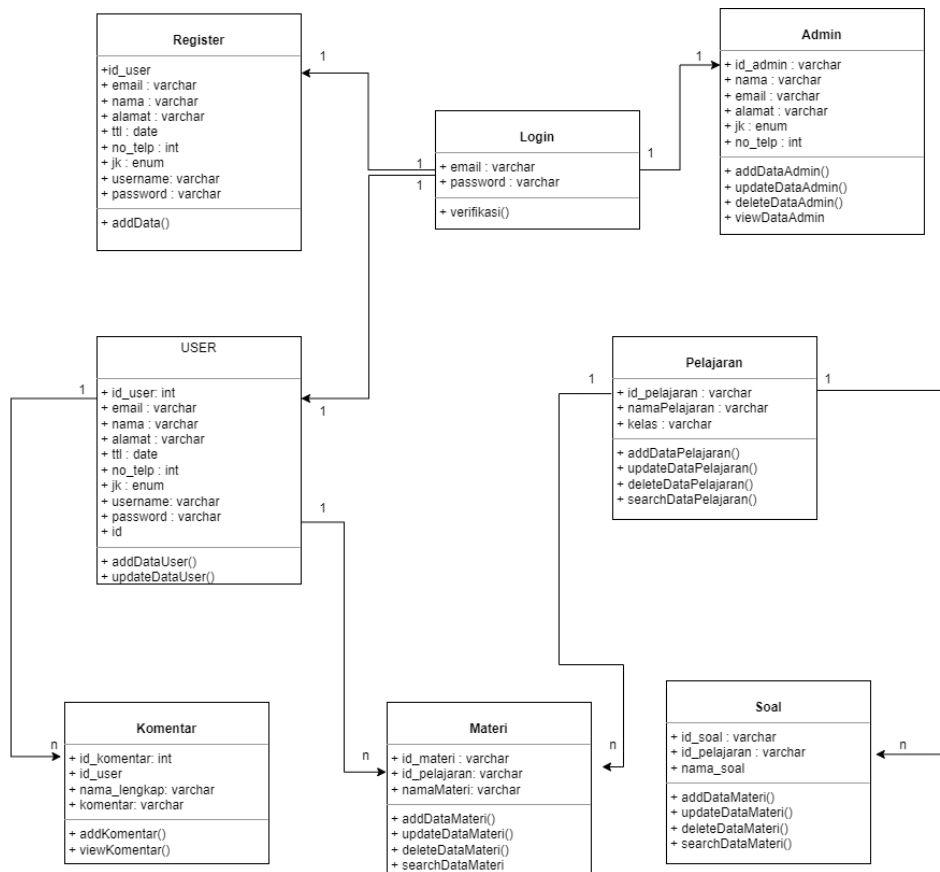 Register
+id_user
+ email : varchar
+ nama : varchar
+ alamat : varchar
+ ttl : date
+ no_telp : int
+ jk : enum
+ username: varchar
+ password : varchar
+ addData()
1
1
1
Login
+ email : varchar
+ password : varchar
+ verifikasi()
1
1
Admin
+ id_admin : varchar
+ nama : varchar
+ email : varchar
+ alamat : varchar
+ jk : enum
+ no_telp : int
+ addDataAdmin()
+ updateDataAdmin()
+ deleteDataAdmin()
+ viewDataAdmin
USER
+ id_user: int
+ email : varchar
+ nama : varchar
+ alamat : varchar
+ ttl : date
+ no_telp : int
+ jk : enum
+ username: varchar
+ password : varchar
+ id
+ addDataUser()
+ updateDataUser()
1
1
1
Pelajaran
+ id_pelajaran : varchar
+ namaPelajaran : varchar
+ kelas : varchar
+ addDataPelajaran()
+ updateDataPelajaran()
+ deleteDataPelajaran()
+ searchDataPelajaran()
1
1
Komentar
+ id_komentar: int
+ id_user
+ nama_lengkap: varchar
+ komentar: varchar
+ addKomentar()
+ viewKomentar()
n
Materi
+ id_materi : varchar
+ id_pelajaran: varchar
+ namaMateri: varchar
+ addDataMateri()
+ updateDataMateri()
+ deleteDataMateri()
+ searchDataMateri
n
n
Soal
+ id_soal : varchar
+ id_pelajaran : varchar
+ nama_soal
+ addDataMateri()
+ updateDataMateri()
+ deleteDataMateri()
+ searchDataMateri()
n